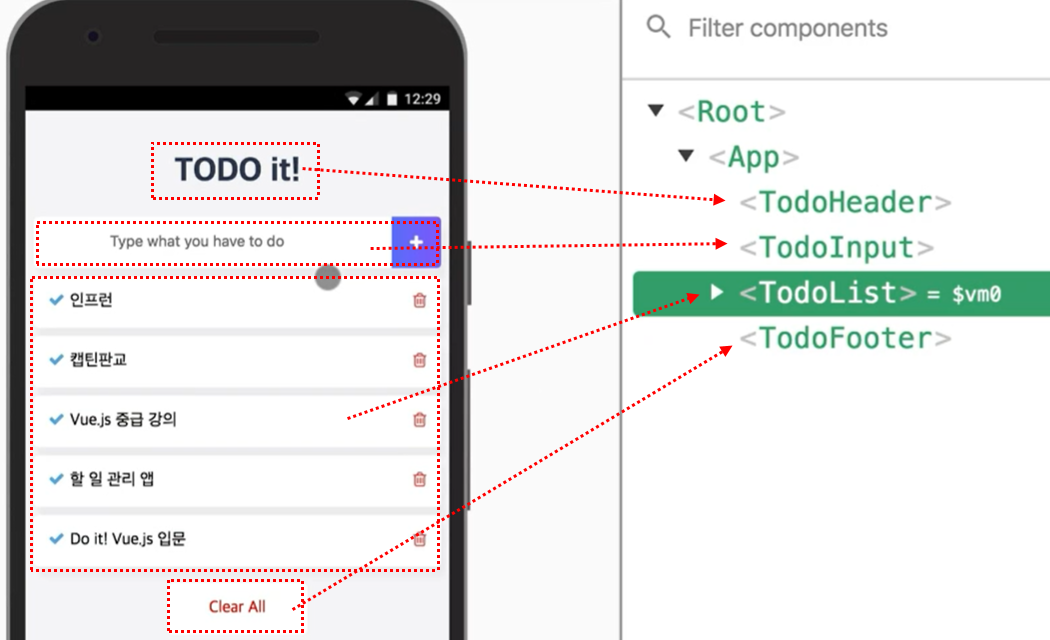 12:29
TODO it!
Type what you have to do
+
인프런
캡틴판교
Vue.js 중급 강의
할 일 관리 앱
Do it! Vue.js 입문
Clear All
Filter components
<Root>
<App>
<TodoHeader>
<TodoInput>
<TodoList> = $vm0
<TodoFooter>